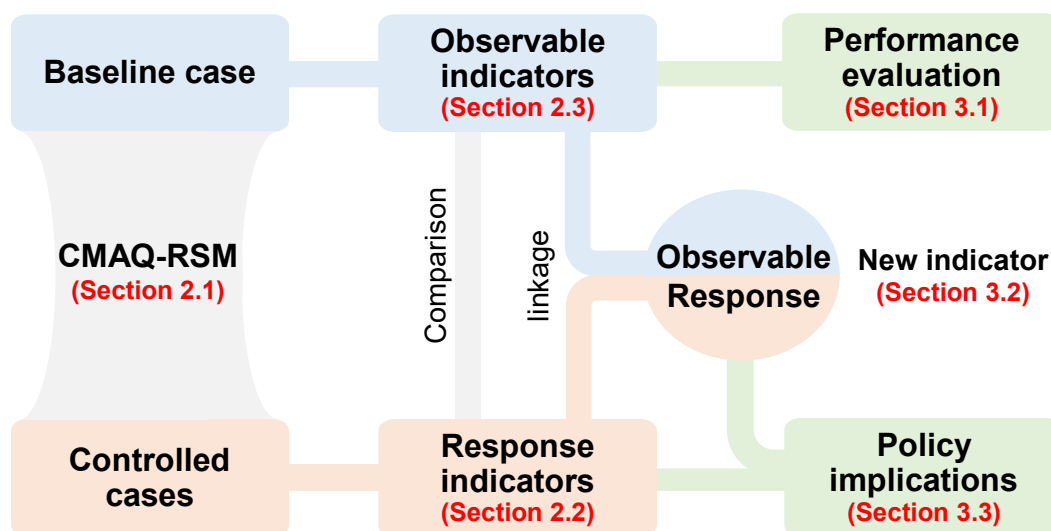 Baseline case
Observable
indicators
(Section 2.3)
Performance
evaluation
(Section 3.1)
CMAQ-RSM
(Section 2.1)
Comparison
linkage
Observable
Response
New indicator
(Section 3.2)
Controlled
cases
Response
indicators
(Section 2.2)
Policy
implications
(Section 3.3)